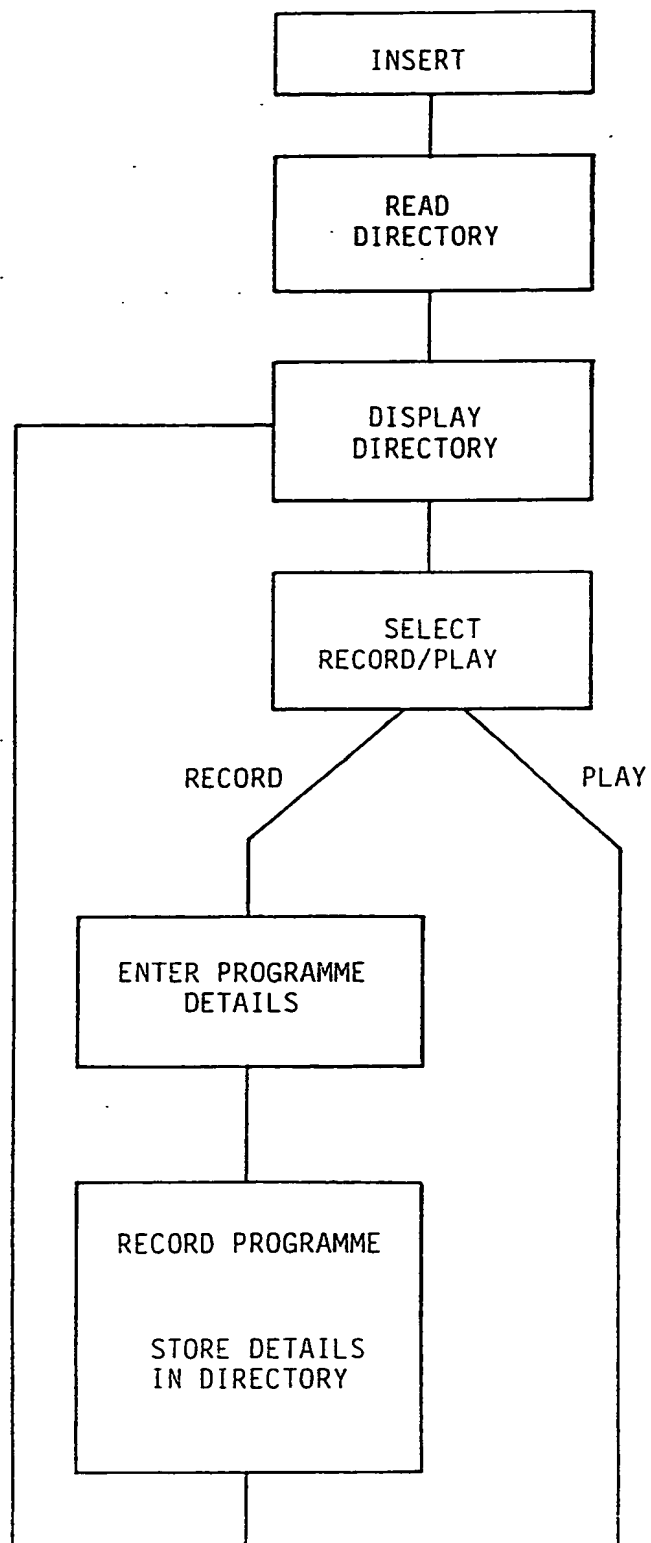 INSERT
READ
DIRECTORY
DISPLAY
DIRECTORY
SELECT
RECORD/PLAY
RECORD
PLAY
ENTER PROGRAMME
DETAILS
RECORD PROGRAMME
STORE DETAILS
IN DIRECTORY